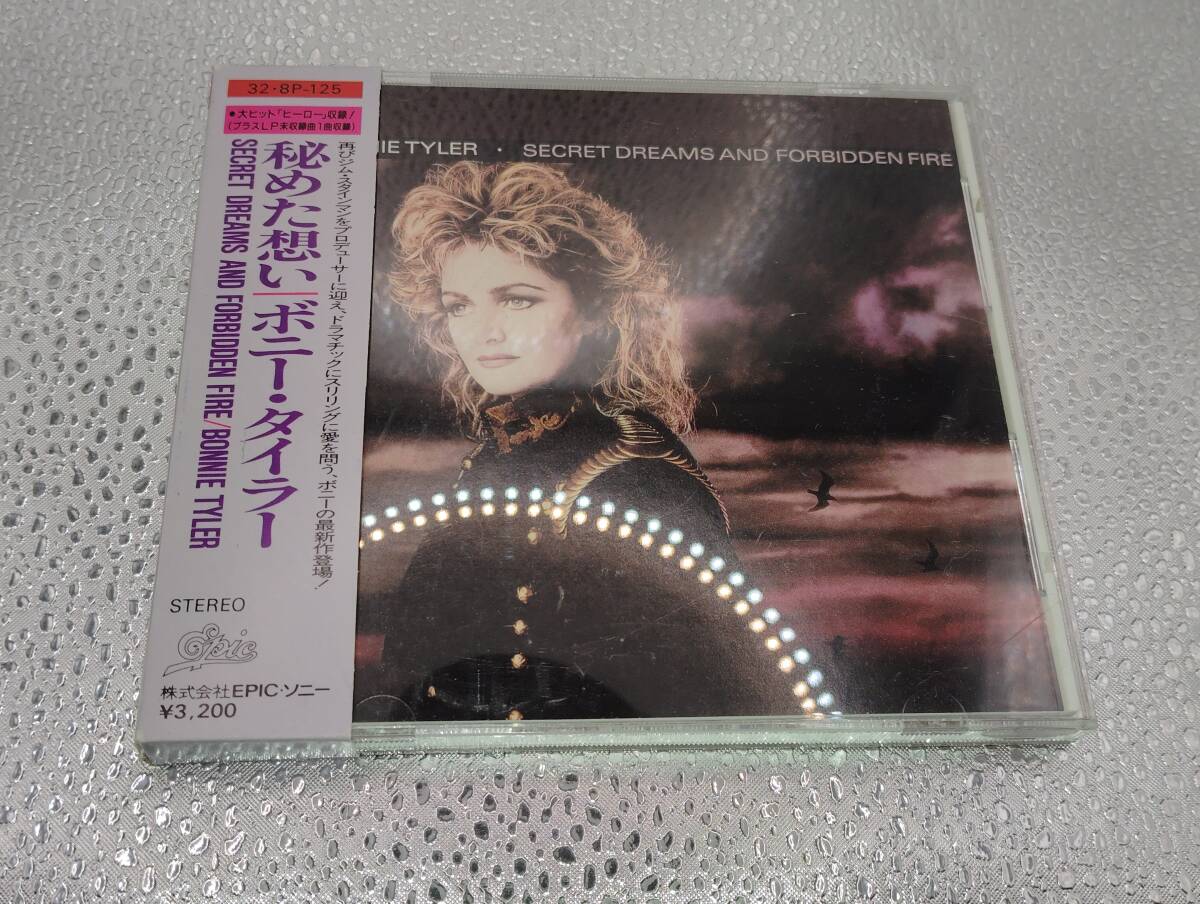 32・8P-125
●大ヒット「ヒーロー」収録！
（プラスLP未収録曲1曲収録）
再びジム・スタインマンをプロデューサーに迎え、ドラマチックにスリリングに愛を問う、ボニーの最新作登場！
秘めた想い｜ボニー・タイラー
SECRET DREAMS AND FORBIDDEN FIRE/BONNIE TYLER
STEREO
Epic
株式会社EPIC・ソニー
¥3,200
NIE TYLER · SECRET DREAMS AND FORBIDDEN FIRE